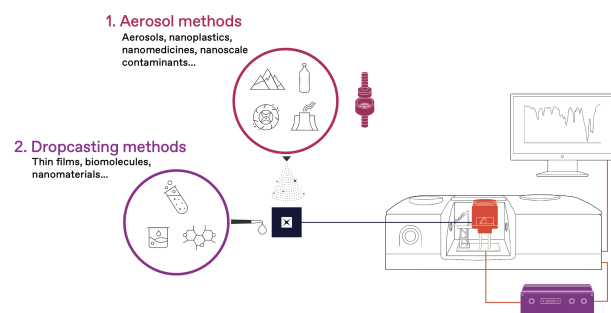 1. Aerosol methods
Aerosols, nanoplastics,
nanomedicines, nanoscale
contaminants...
2. Dropcasting methods
Thin films, biomolecules,
nanomaterials...